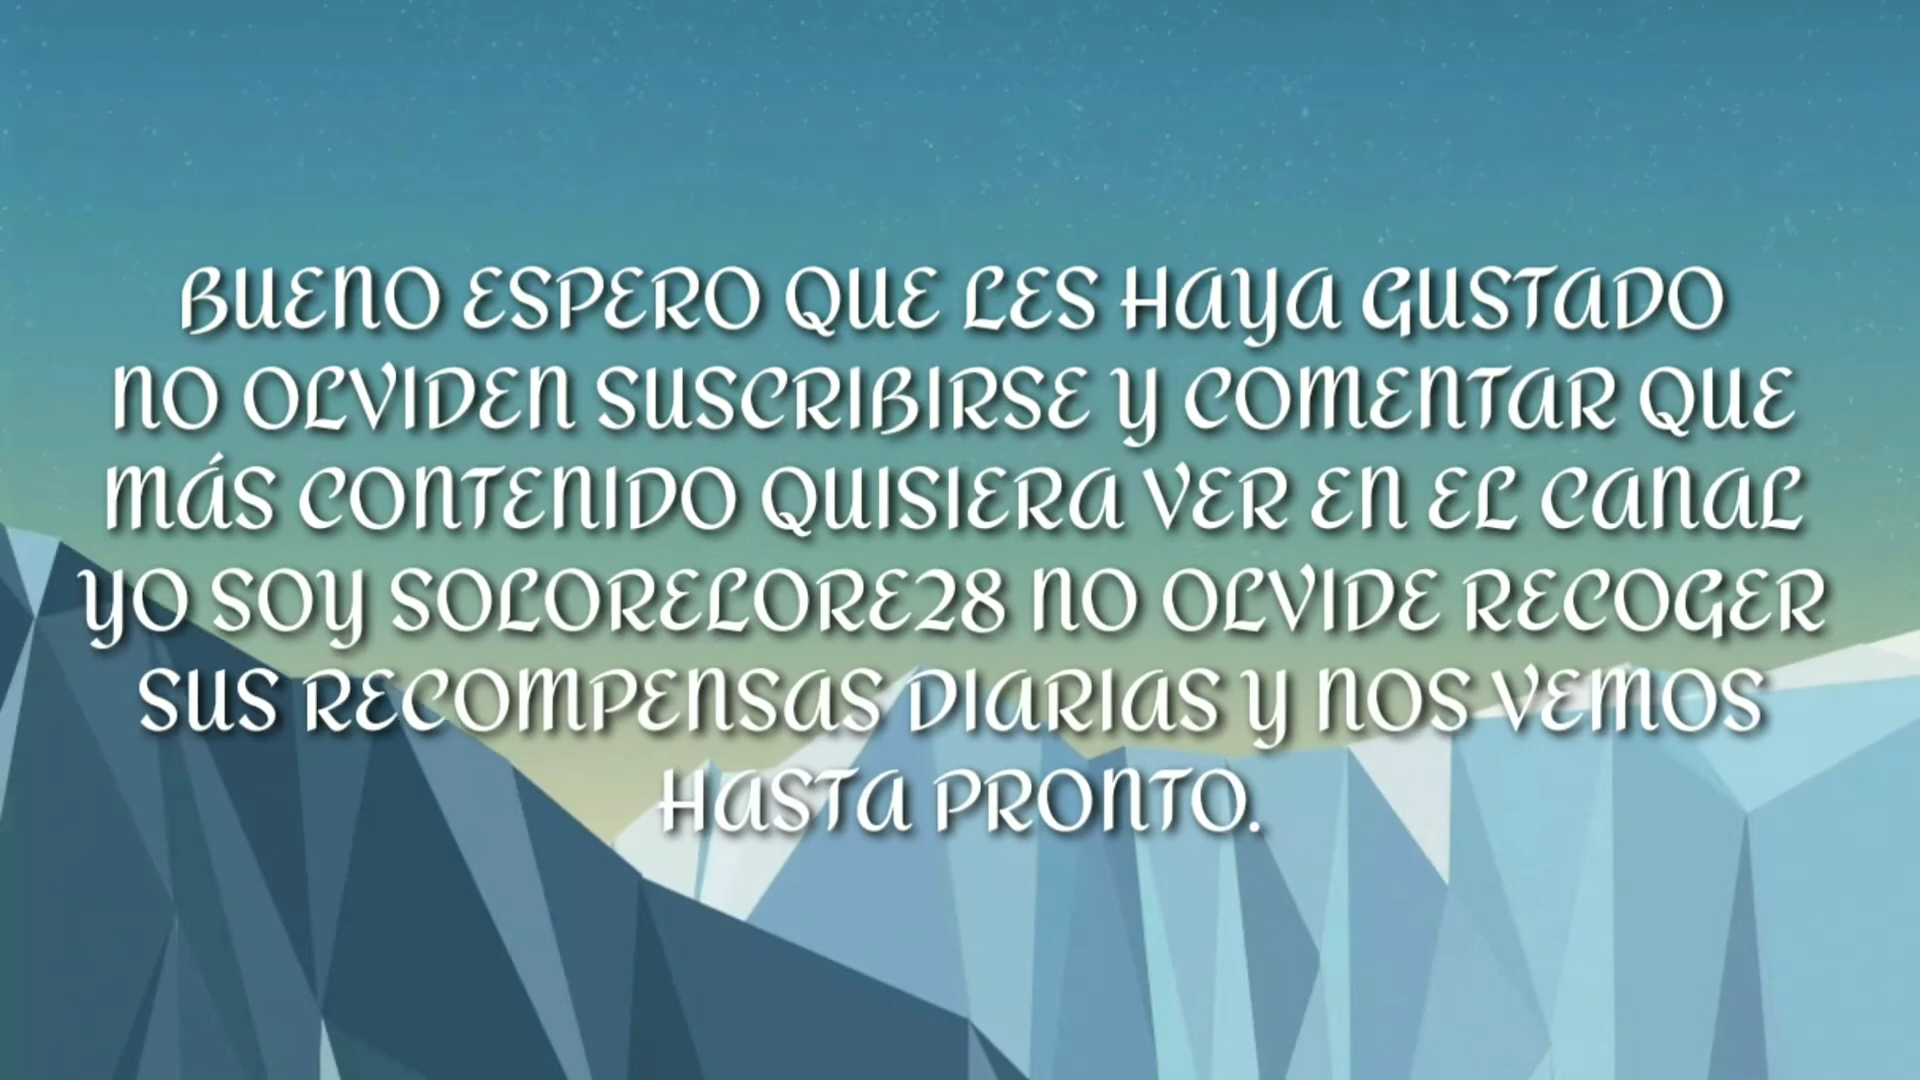 BUENO ESPERO QUE LES HAYA GUSTADO
NO OLVIDEN SUSCRIBIRSE Y COMENTAR QUE
MÁS CONTENIDO QUISIERA VER EN EL CANAL
YO SOY SOLORELORE28 NO OLVIDE RECOGER
SUS RECOMPENSAS DIARIAS Y NOS VEMOS
HASTA PRONTO.